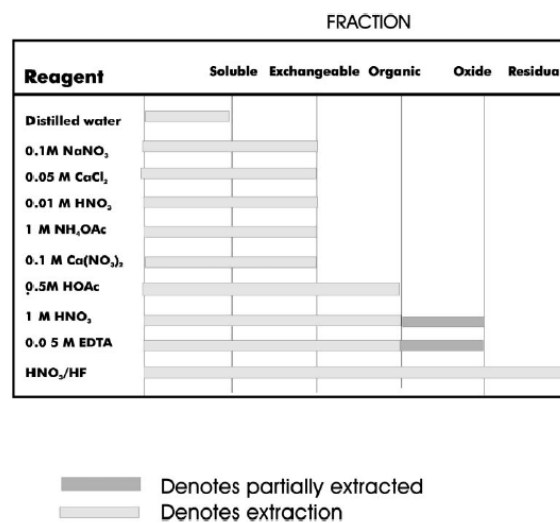 FRACTION
Reagent Soluble Exchangeable Organic Oxide Residua
Distilled water
0.1M NaNO₃
0.05 M CaCl₂
0.01 M HNO₃
1 M NH₄OAc
0.1 M Ca(NO₃)₂
0.5M HOAc
1 M HNO₃
0.0 5 M EDTA
HNO₃/HF
Denotes partially extracted
Denotes extraction